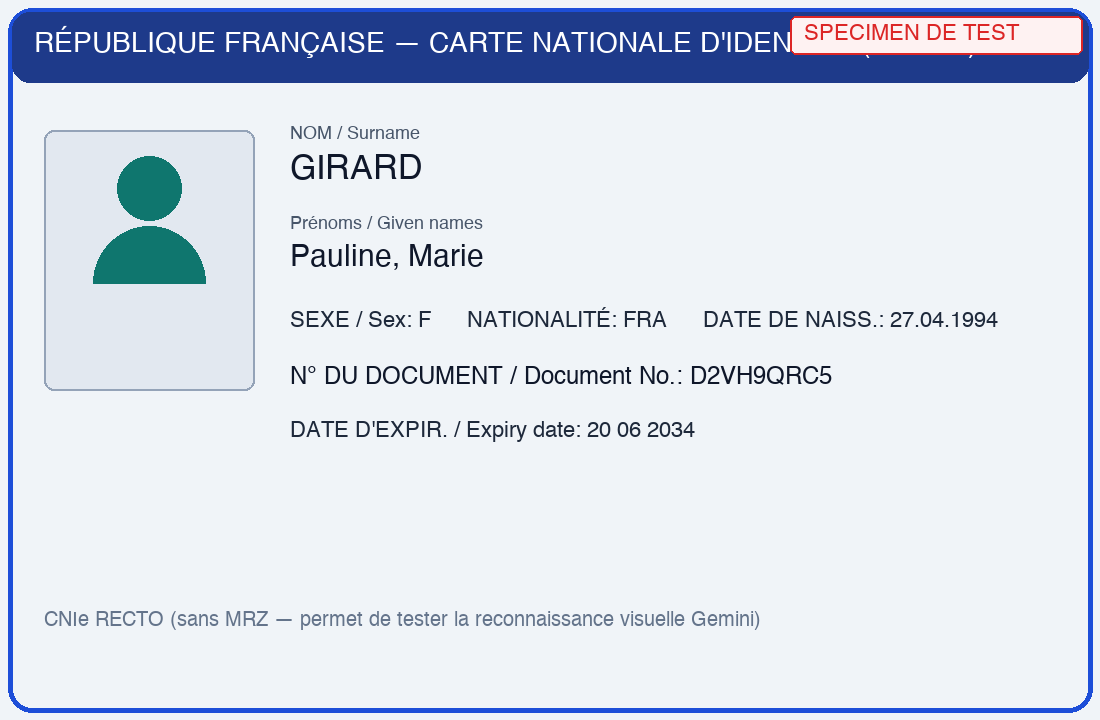 RÉPUBLIQUE FRANÇAISE — CARTE NATIONALE D'IDEN
SPECIMEN DE TEST
NOM / Surname
GIRARD
Prénoms / Given names
Pauline, Marie
SEXE / Sex: F NATIONALITÉ: FRA DATE DE NAISS.: 27.04.1994
N° DU DOCUMENT / Document No.: D2VH9QRC5
DATE D'EXPIR. / Expiry date: 20 06 2034
CNIe RECTO (sans MRZ — permet de tester la reconnaissance visuelle Gemini)